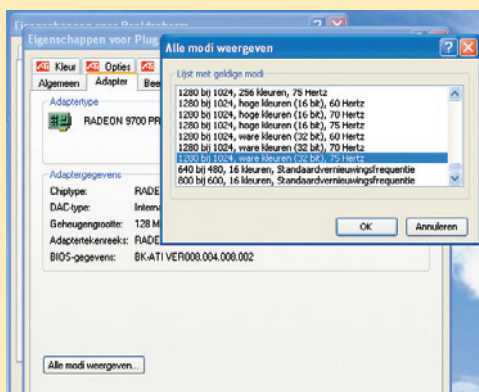 Eigenschappen voor Beeldscherm
Eigenschappen voor Plug
Kleur
Opties
Algemeen
Adapter
Adaptertype
RADEON 9700 PR
Adaptergegevens
Chiptype: RADE
DAC-type: Interna
Geheugengrootte: 128 M
Adaptertekenreeks: RADE
BIOS-gegevens: BK-ATI VER008.004.008.002
Alle modi weergeven...
Alle modi weergeven
Lijst met geldige modi
1280 bij 1024, 256 kleuren, 75 Hertz
1280 bij 1024, hoge kleuren (16 bit), 60 Hertz
1280 bij 1024, hoge kleuren (16 bit), 70 Hertz
1280 bij 1024, hoge kleuren (16 bit), 75 Hertz
1280 bij 1024, ware kleuren (32 bit), 60 Hertz
1280 bij 1024, ware kleuren (32 bit), 70 Hertz
1280 bij 1024, ware kleuren (32 bit), 75 Hertz
640 bij 480, 16 kleuren, Standaardvernieuwingsfrequentie
800 bij 600, 16 kleuren, Standaardvernieuwingsfrequentie
OK
Annuleren